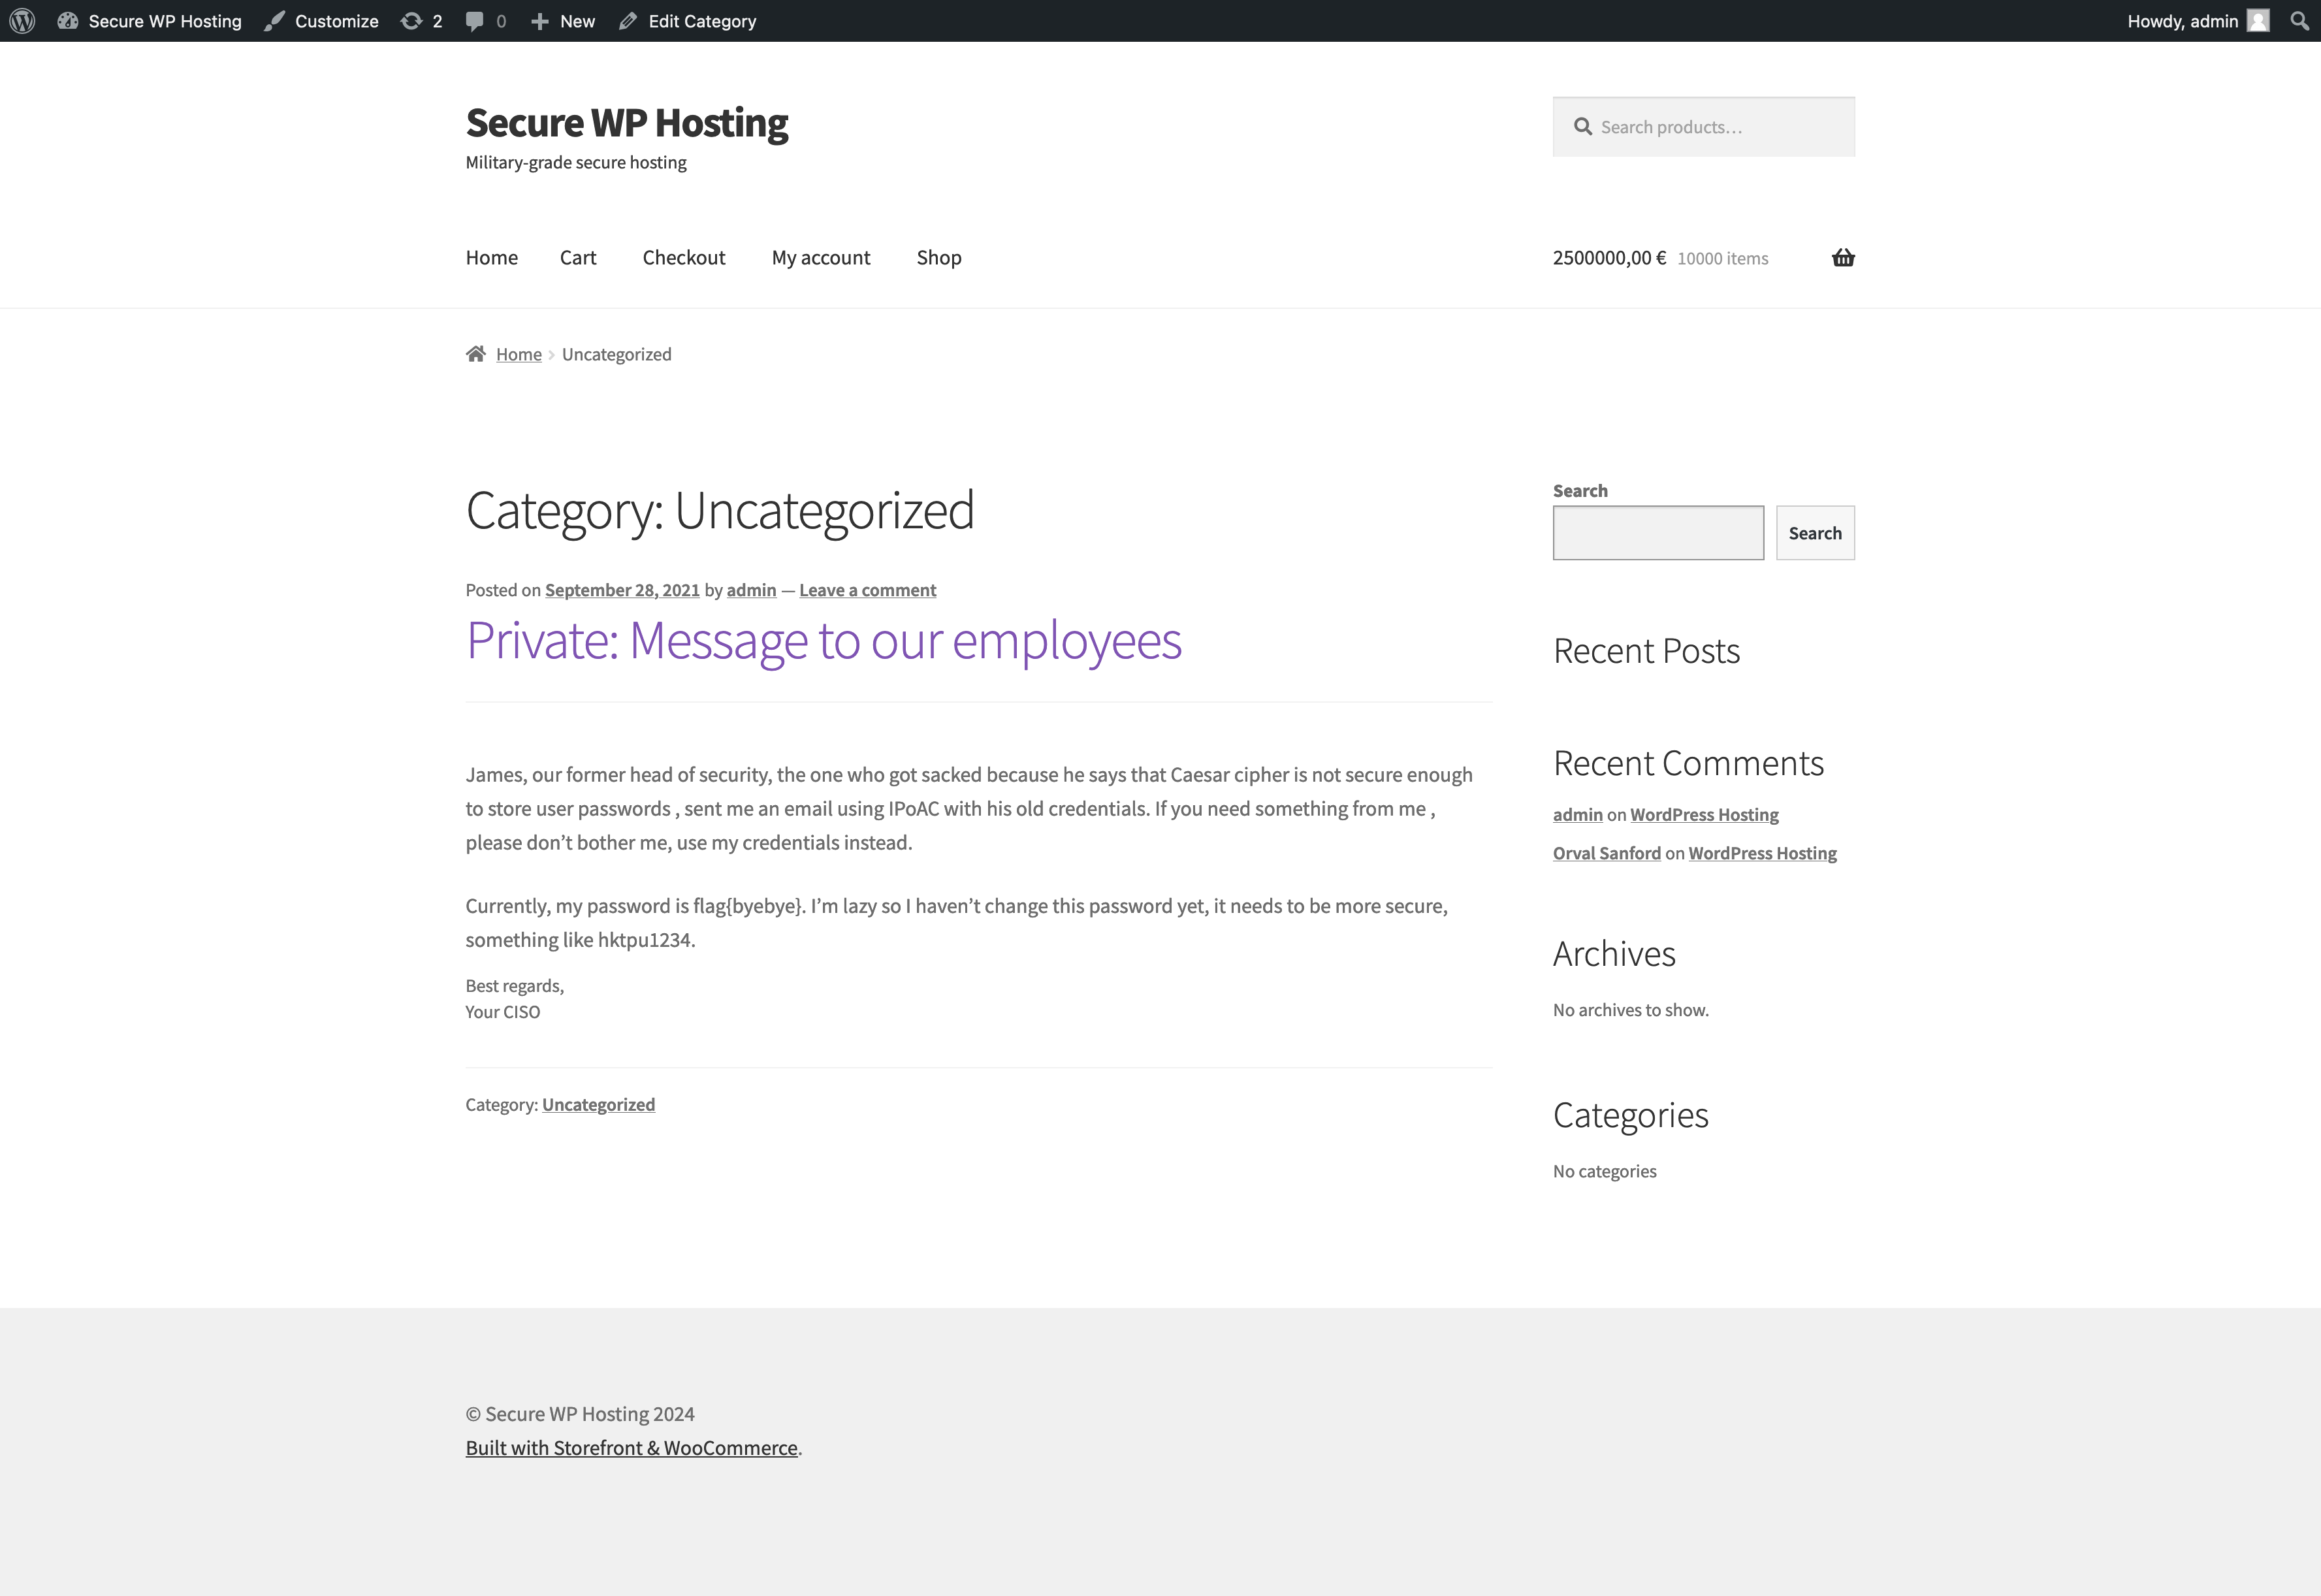 Secure WP Hosting Customize 2 0 New Edit Category Howdy, admin
Secure WP Hosting
Military-grade secure hosting
Search products…
Home Cart Checkout My account Shop
2500000,00 € 10000 items
Home Uncategorized
Category: Uncategorized
Posted on September 28, 2021 by admin — Leave a comment
Private: Message to our employees
James, our former head of security, the one who got sacked because he says that Caesar cipher is not secure enough
to store user passwords , sent me an email using IPoAC with his old credentials. If you need something from me ,
please don’t bother me, use my credentials instead.
Currently, my password is flag{byebye}. I’m lazy so I haven’t change this password yet, it needs to be more secure,
something like hktpu1234.
Best regards,
Your CISO
Category: Uncategorized
Search
Search
Recent Posts
Recent Comments
admin on WordPress Hosting
Orval Sanford on WordPress Hosting
Archives
No archives to show.
Categories
No categories
© Secure WP Hosting 2024
Built with Storefront & WooCommerce.